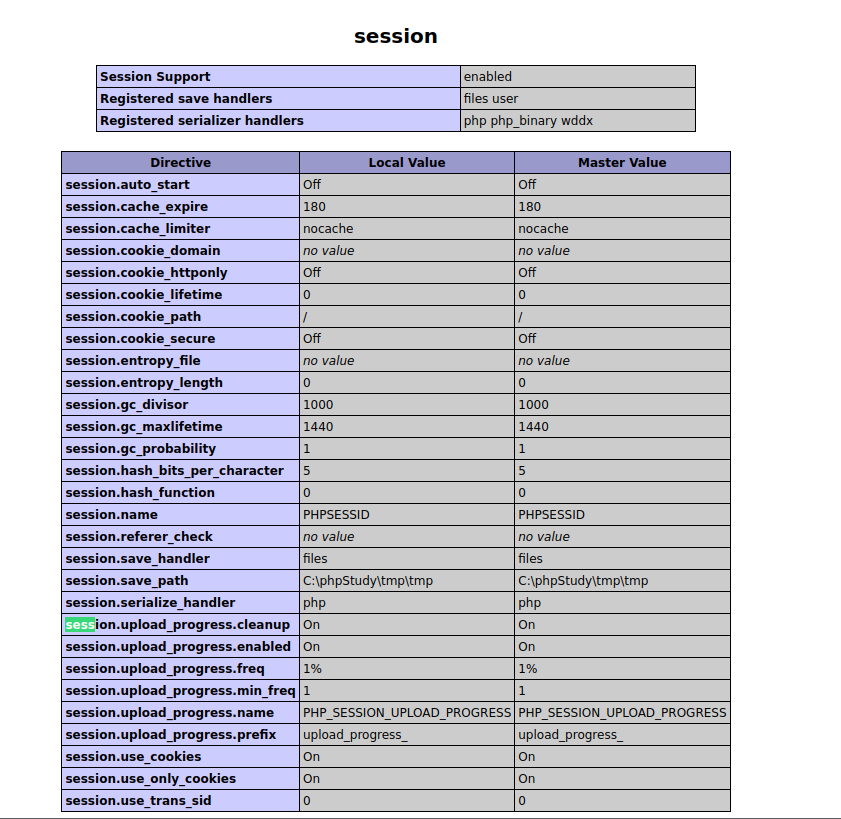 session
Session Support enabled
Registered save handlers files user
Registered serializer handlers php php_binary wddx
Directive Local Value Master Value
session.auto_start Off Off
session.cache_expire 180 180
session.cache_limiter nocache nocache
session.cookie_domain no value no value
session.cookie_httponly Off Off
session.cookie_lifetime 0 0
session.cookie_path / /
session.cookie_secure Off Off
session.entropy_file no value no value
session.entropy_length 0 0
session.gc_divisor 1000 1000
session.gc_maxlifetime 1440 1440
session.gc_probability 1 1
session.hash_bits_per_character 5 5
session.hash_function 0 0
session.name PHPSESSID PHPSESSID
session.referer_check no value no value
session.save_handler files files
session.save_path C:\phpStudy\tmp\tmp C:\phpStudy\tmp\tmp
session.serialize_handler php php
session.upload_progress.cleanup On On
session.upload_progress.enabled On On
session.upload_progress.freq 1% 1%
session.upload_progress.min_freq 1 1
session.upload_progress.name PHP_SESSION_UPLOAD_PROGRESS PHP_SESSION_UPLOAD_PROGRESS
session.upload_progress.prefix upload_progress_ upload_progress_
session.use_cookies On On
session.use_only_cookies On On
session.use_trans_sid 0 0